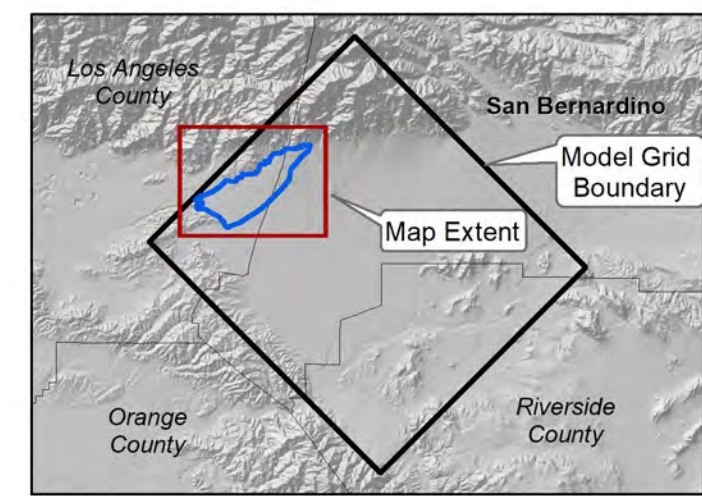 Los Angeles
County
San Bernardino
Model Grid
Boundary
Map Extent
Orange
County
Riverside
County